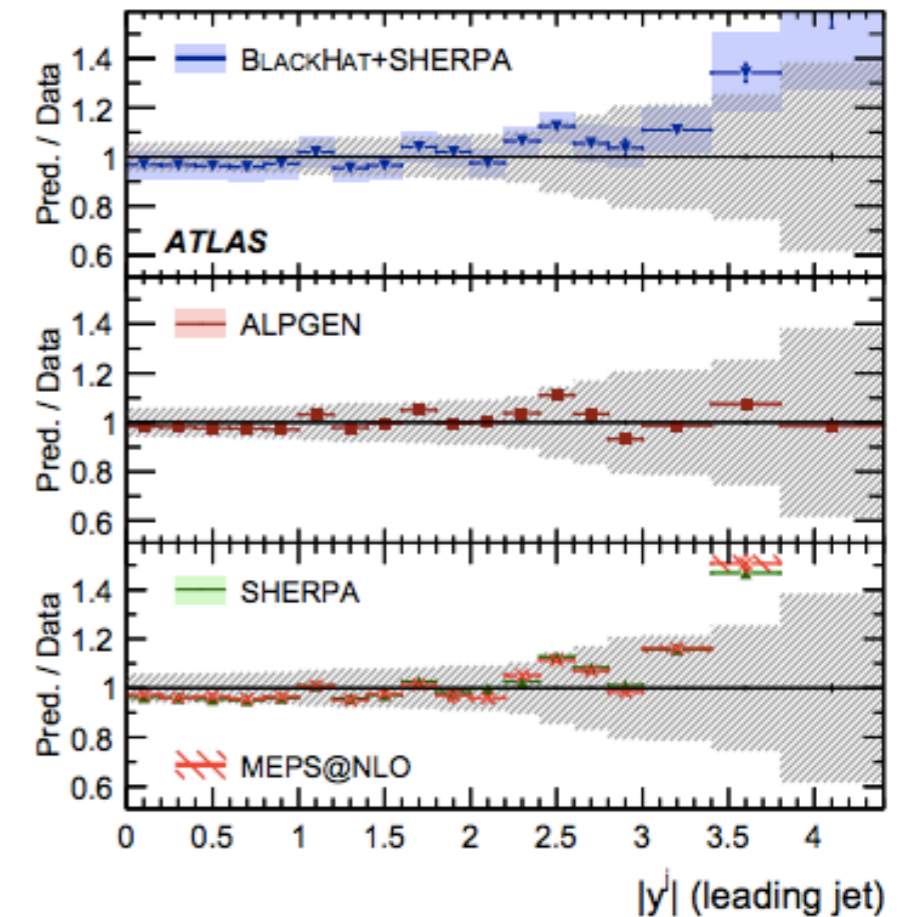 Pred. / Data
1.4
1.2
1
0.8
0.6
BLACKHAT+SHERPA
ATLAS
Pred. / Data
1.4
1.2
1
0.8
0.6
ALPGEN
Pred. / Data
1.4
1.2
1
0.8
0.6
SHERPA
MEPS@NLO
0 0.5 1 1.5 2 2.5 3 3.5 4
|y^j| (leading jet)